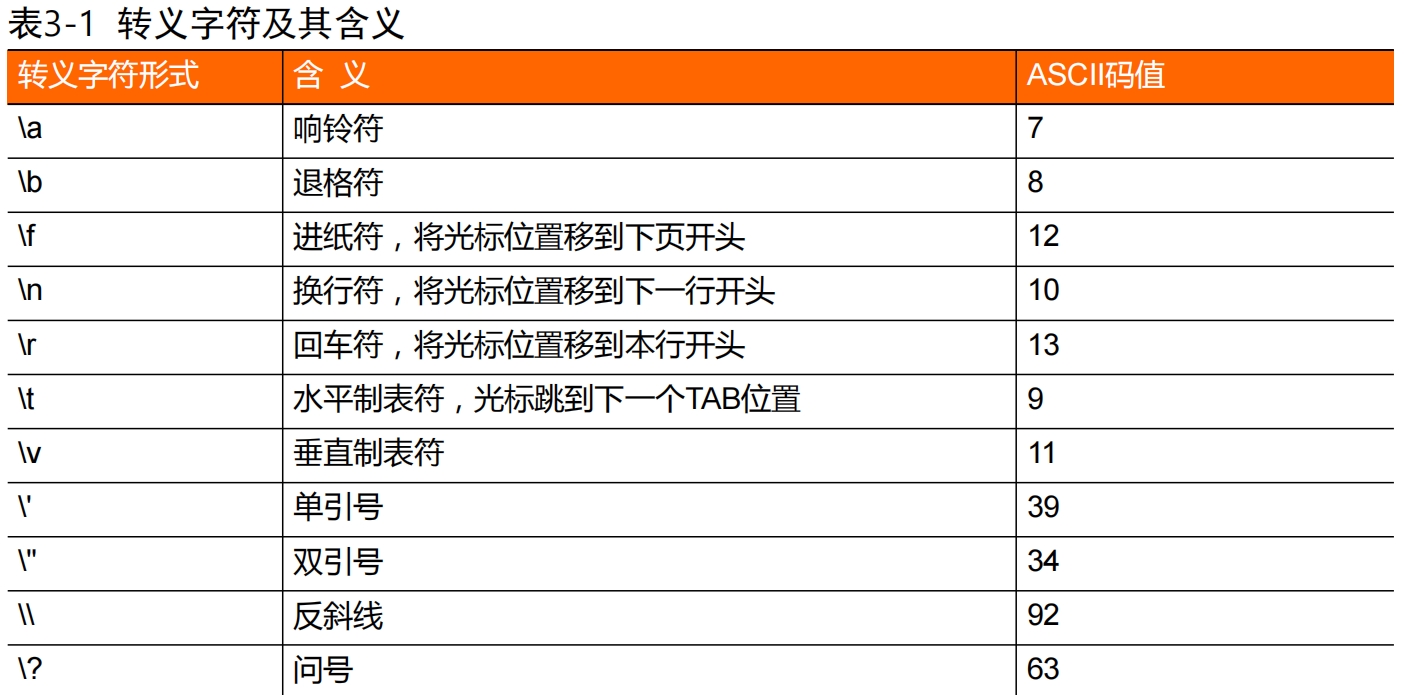 表3-1 转义字符及其含义
转义字符形式 含 义 ASCII码值
\a 响铃符 7
\b 退格符 8
\f 进纸符，将光标位置移到下页开头 12
\n 换行符，将光标位置移到下一行开头 10
\r 回车符，将光标位置移到本行开头 13
\t 水平制表符，光标跳到下一个TAB位置 9
\v 垂直制表符 11
\' 单引号 39
\" 双引号 34
\\ 反斜线 92
\? 问号 63